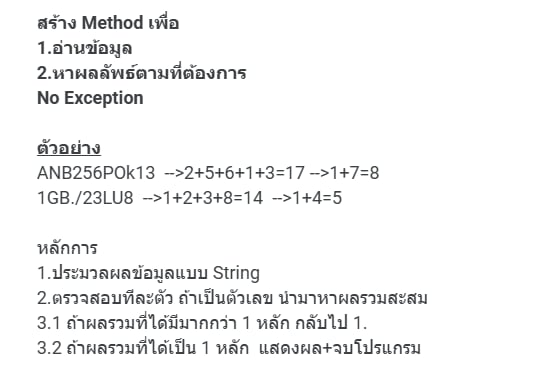 สร้าง Method เพื่อ
1.อ่านข้อมูล
2.หาผลลัพธ์ตามที่ต้องการ
No Exception
ตัวอย่าง
ANB256POk13 -->2+5+6+1+3=17 -->1+7=8
1GB./23LU8 -->1+2+3+8=14 -->1+4=5
หลักการ
1.ประมวลผลข้อมูลแบบ String
2.ตรวจสอบทีละตัว ถ้าเป็นตัวเลข นำมาหาผลรวมสะสม
3.1 ถ้าผลรวมที่ได้มีมากกว่า 1 หลัก กลับไป 1.
3.2 ถ้าผลรวมที่ได้เป็น 1 หลัก แสดงผล+จบโปรแกรม